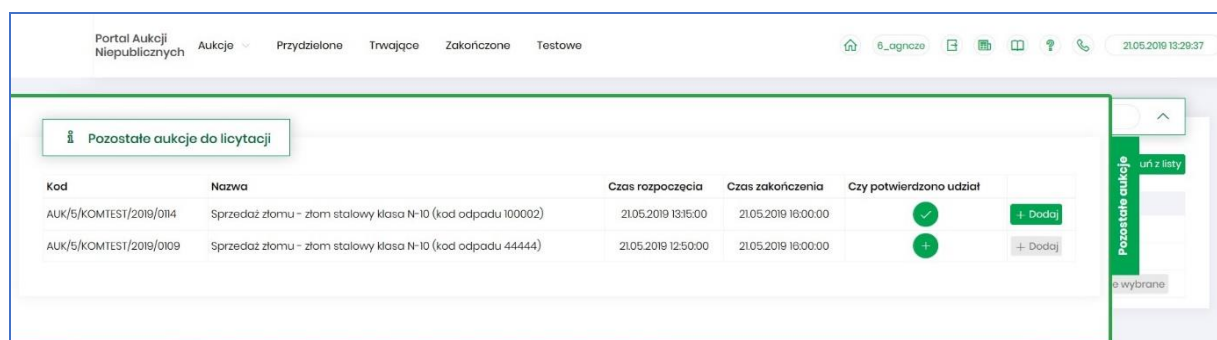 Portal Aukcji
Niepublicznych
Aukcje Przydzielone Trwające Zakończone Testowe
6_agncze ? 21.05.2019 13:29:37
Pozostałe aukcje do licytacji
uń z listy
Kod Nazwa Czas rozpoczęcia Czas zakończenia Czy potwierdzono udział
AUK/5/KOMTEST/2019/0114 Sprzedaż złomu - złom stalowy klasa N-10 (kod odpadu 100002) 21.05.2019 13:15:00 21.05.2019 16:00:00 + Dodaj
AUK/5/KOMTEST/2019/0109 Sprzedaż złomu - złom stalowy klasa N-10 (kod odpadu 44444) 21.05.2019 12:50:00 21.05.2019 16:00:00 + + Dodaj
Pozostałe aukcje
e wybrane